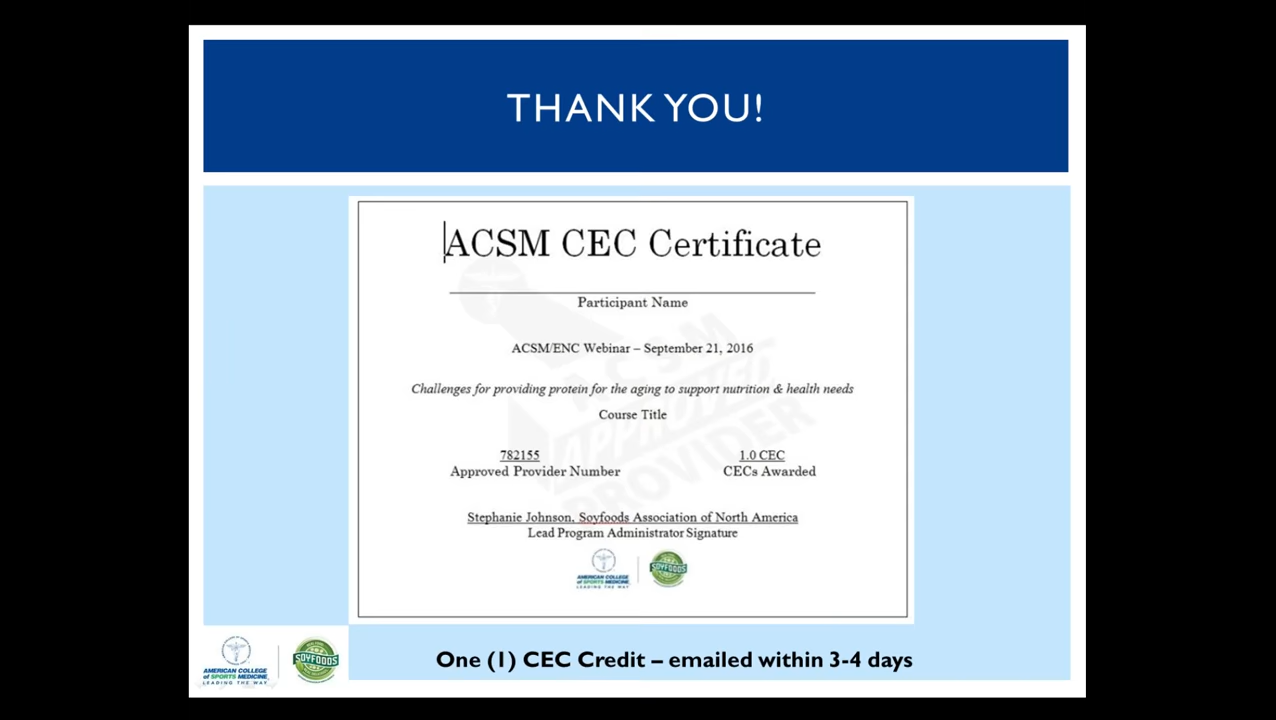 THANK YOU!
ACSM CEC Certificate
Participant Name
ACSM/ENC Webinar – September 21, 2016
Challenges for providing protein for the aging to support nutrition & health needs
Course Title
782155 1.0 CEC
Approved Provider Number CECs Awarded
Stephanie Johnson, Soyfoods Association of North America
Lead Program Administrator Signature
AMERICAN COLLEGE
of SPORTS MEDICINE
LEADING THE WAY
SOYFOODS
APPROVED
PROVIDER
AMERICAN COLLEGE
of SPORTS MEDICINE
LEADING THE WAY
SOYFOODS
One (1) CEC Credit – emailed within 3-4 days